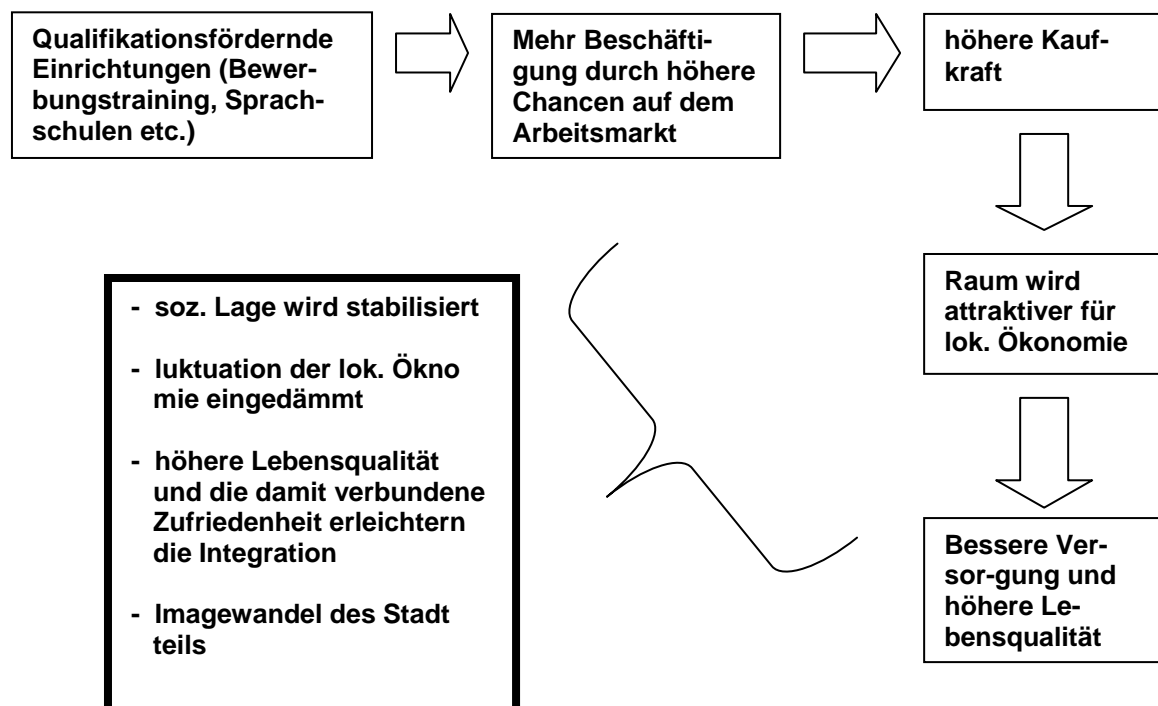 Qualifikationsfördernde
Einrichtungen (Bewer-
bungstraining, Sprach-
schulen etc.)
Mehr Beschäfti-
gung durch höhere
Chancen auf dem
Arbeitsmarkt
höhere Kauf-
kraft
Raum wird
attraktiver für
lok. Ökonomie
Bessere Ver-
sor-gung und
höhere Le-
bensqualität
- soz. Lage wird stabilisiert
- luktuation der lok. Ökno
mie eingedämmt
- höhere Lebensqualität
und die damit verbundene
Zufriedenheit erleichtern
die Integration
- Imagewandel des Stadt
teils